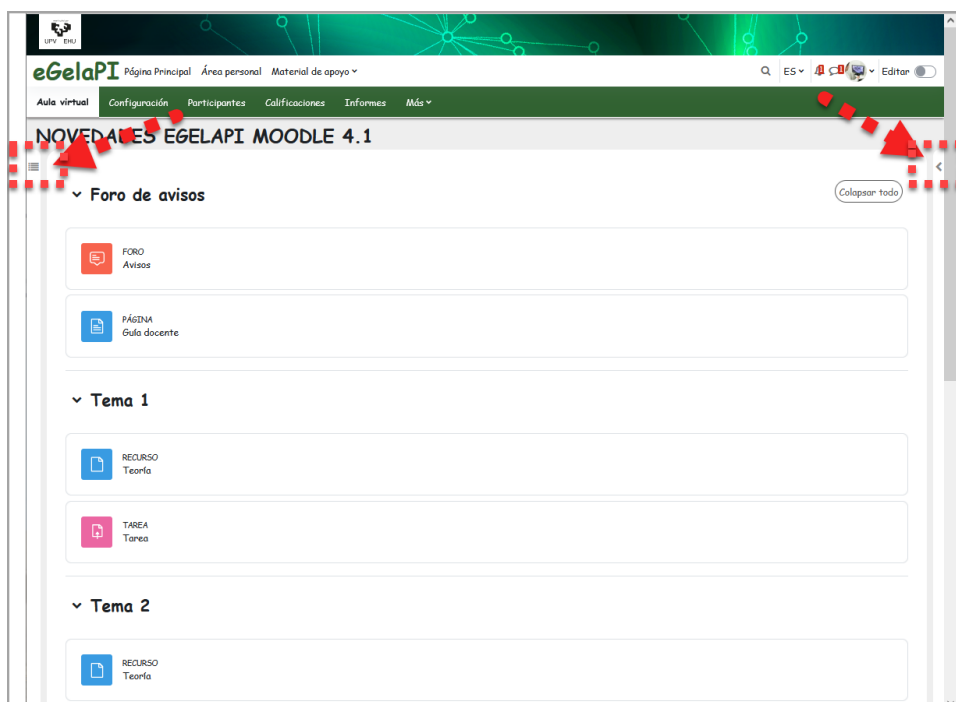 UPV EHU
eGelaPI Página Principal Área personal Material de apoyo ES Editar
Aula virtual Configuración Participantes Calificaciones Informes Más
NOVEDADES EGELAPI MOODLE 4.1
Foro de avisos Colapsar todo
FORO
Avisos
PÁGINA
Guía docente
Tema 1
RECURSO
Teoría
TAREA
Tarea
Tema 2
RECURSO
Teoría